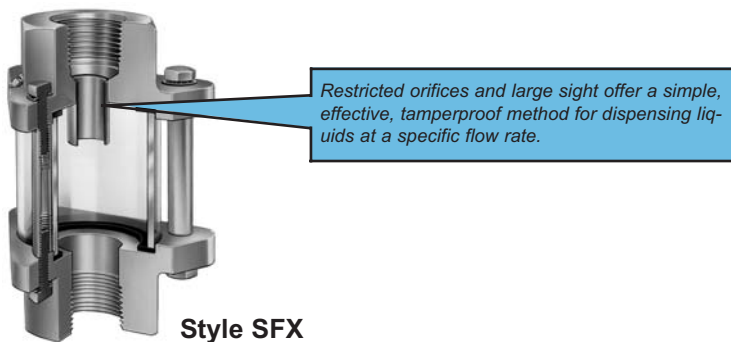 Restricted orifices and large sight offer a simple,
effective, tamperproof method for dispensing liq-
uids at a specific flow rate.
Style SFX